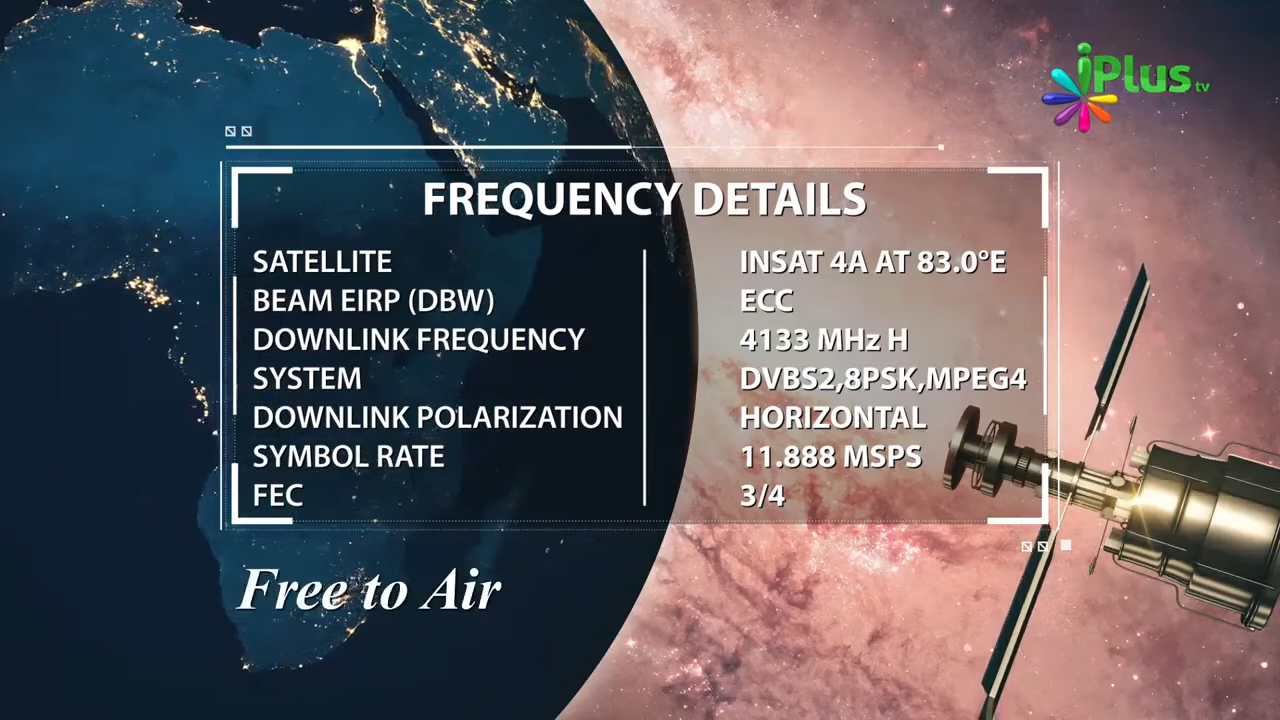 iPlus tv
FREQUENCY DETAILS
SATELLITE INSAT 4A AT 83.0°E
BEAM EIRP (DBW) ECC
DOWNLINK FREQUENCY 4133 MHz H
SYSTEM DVBS2,8PSK,MPEG4
DOWNLINK POLARIZATION HORIZONTAL
SYMBOL RATE 11.888 MSPS
FEC 3/4
Free to Air